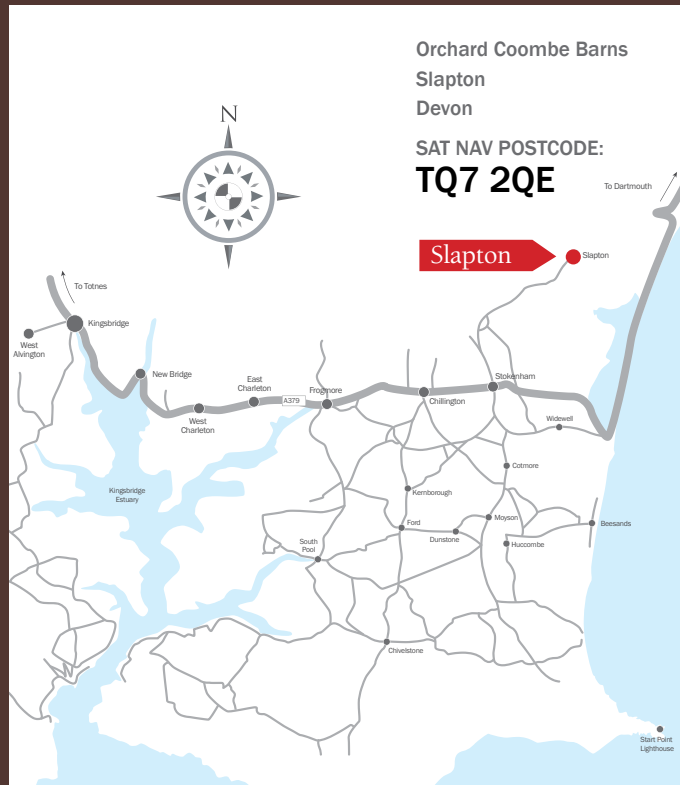 Orchard Coombe Barns
Slapton
Devon
SAT NAV POSTCODE:
TQ7 2QE
N
To Dartmouth
Slapton
Slapton
To Totnes
Kingsbridge
West
Alvington
New Bridge
East
Charleton
A379
Frogmore
West
Charleton
Stokenham
Chillington
Widewell
Cotmore
Kingsbridge
Estuary
Kernborough
Ford
Moyson
Beesands
Dunstone
Huccombe
South
Pool
Chivelstone
Start Point
Lighthouse